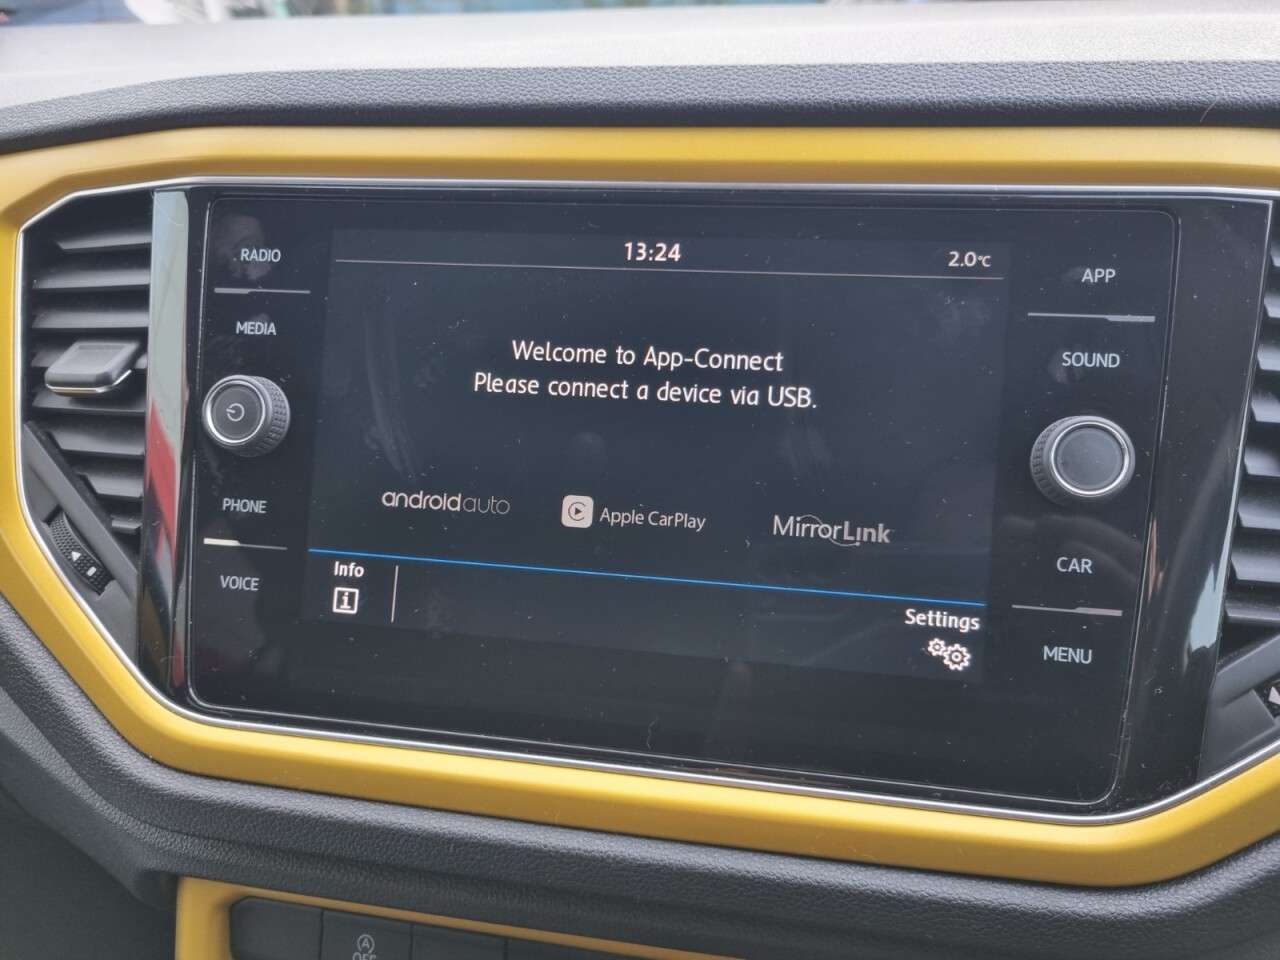 RADIO
MEDIA
PHONE
VOICE
13:24
2.0°C
Welcome to App-Connect
Please connect a device via USB.
androidauto
Apple CarPlay
MirrorLink
Info
i
Settings
APP
SOUND
CAR
MENU
A
OFF